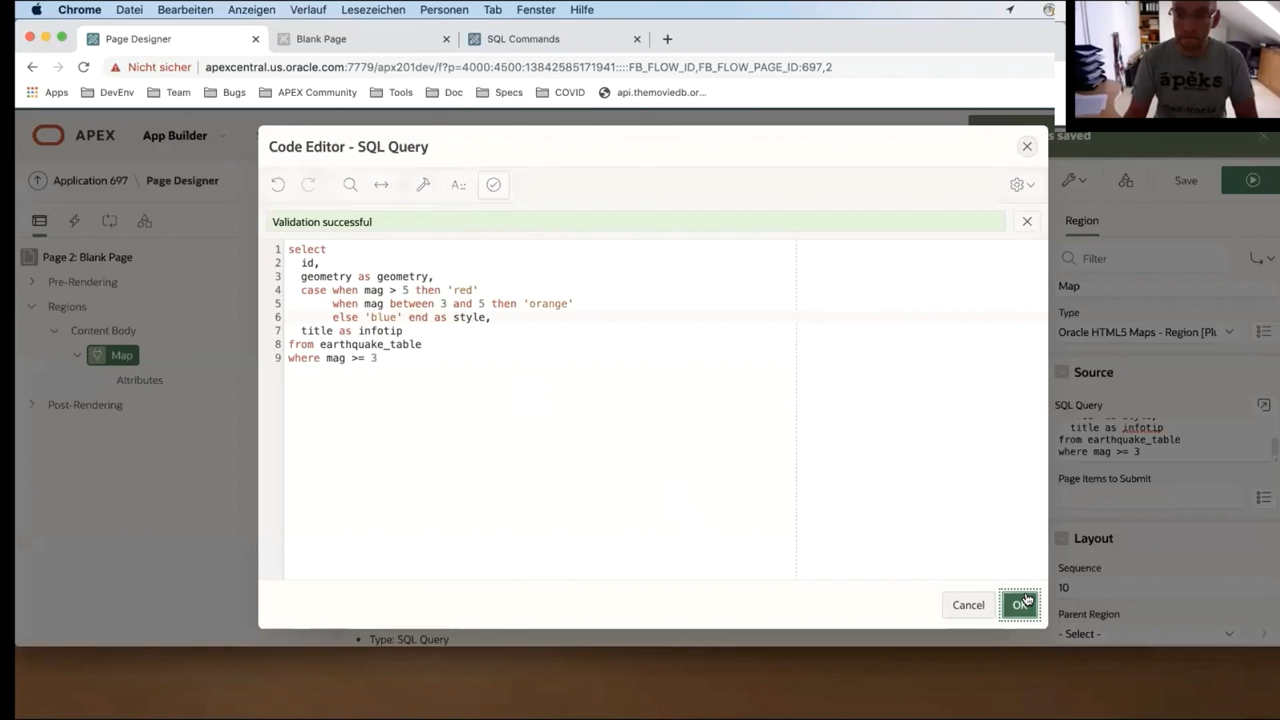 Chrome Datei Bearbeiten Anzeigen Verlauf Lesezeichen Personen Tab Fenster Hilfe
Page Designer Blank Page SQL Commands
Nicht sicher apexcentral.us.oracle.com:7779/apx201dev/f?p=4000:4500:13842585171941::::FB_FLOW_ID,FB_FLOW_PAGE_ID:697,2
Apps DevEnv Team Bugs APEX Community Tools Doc Specs COVID api.themoviedb.or...
āpěks
APEX App Builder
s saved
Code Editor - SQL Query
Application 697 / Page Designer
Save
Validation successful
Region
Page 2: Blank Page
Pre-Rendering
Regions
Content Body
Map
Attributes
Post-Rendering
1 select
2 id,
3 geometry as geometry,
4 case when mag > 5 then 'red'
5 when mag between 3 and 5 then 'orange'
6 else 'blue' end as style,
7 title as infotip
8 from earthquake_table
9 where mag >= 3
Filter
Map
Type
Oracle HTML5 Maps - Region [Plu
Source
SQL Query
title as infotip
from earthquake_table
where mag >= 3
Page Items to Submit
Layout
Sequence
10
Parent Region
- Select -
Cancel OK
Type: SQL Query